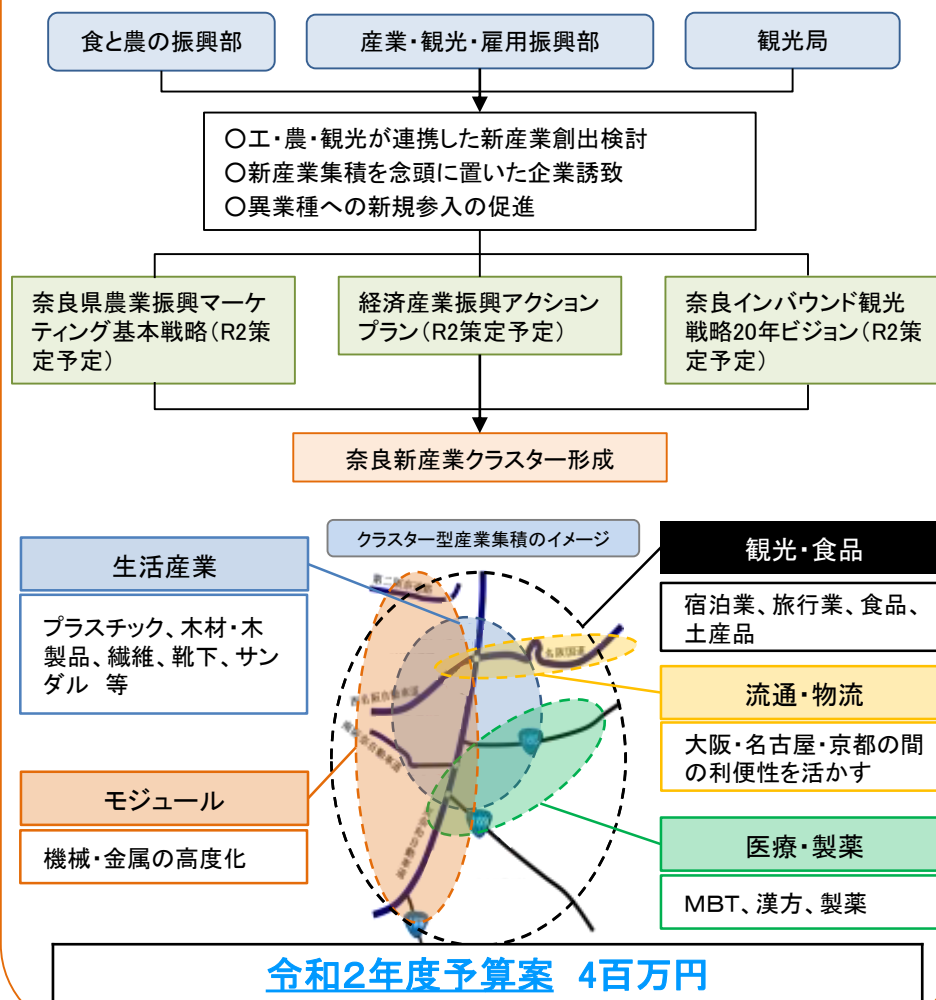 食と農の振興部
産業・観光・雇用振興部
観光局
○工・農・観光が連携した新産業創出検討
○新産業集積を念頭に置いた企業誘致
○異業種への新規参入の促進
奈良県農業振興マーケ
ティング基本戦略(R2策
定予定)
経済産業振興アクション
プラン(R2策定予定)
奈良インバウンド観光
戦略20年ビジョン(R2策
定予定)
奈良新産業クラスター形成
クラスター型産業集積のイメージ
生活産業
プラスチック、木材・木
製品、繊維、靴下、サン
ダル 等
モジュール
機械・金属の高度化
観光・食品
宿泊業、旅行業、食品、
土産品
流通・物流
大阪・名古屋・京都の間
の利便性を活かす
医療・製薬
MBT、漢方、製薬
名阪国道
西名阪自動車道
令和2年度予算案 4百万円